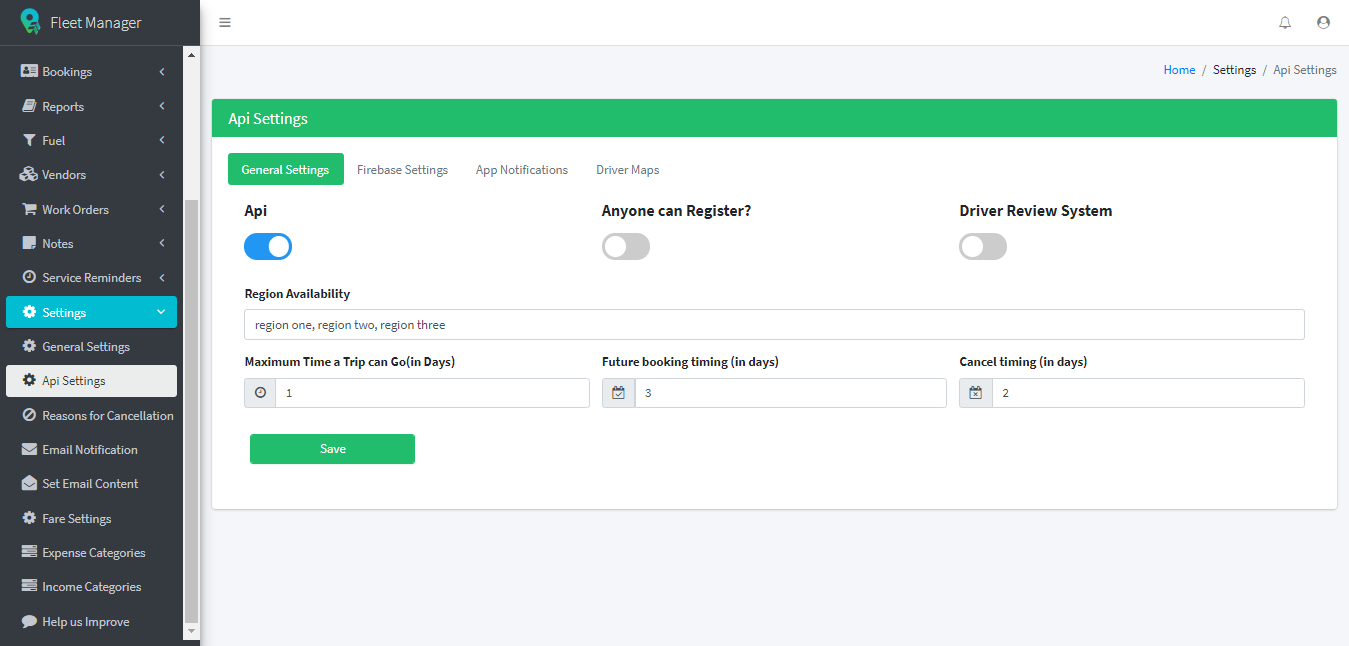 Fleet Manager
Bookings
Reports
Fuel
Vendors
Work Orders
Notes
Service Reminders
Settings
General Settings
Api Settings
Reasons for Cancellation
Email Notification
Set Email Content
Fare Settings
Expense Categories
Income Categories
Help us Improve
Home / Settings / Api Settings
Api Settings
General Settings Firebase Settings App Notifications Driver Maps
Api Anyone can Register? Driver Review System
Region Availability
region one, region two, region three
Maximum Time a Trip can Go(in Days) Future booking timing (in days) Cancel timing (in days)
1 3 2
Save